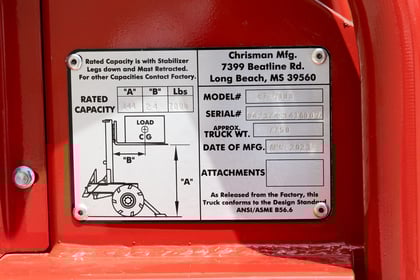 Rated Capacity is with Stabilizer
Legs down and Mast Retracted.
For other Capacities Contact Factory.
"A" "B" Lbs
RATED
CAPACITY
LOAD
CG
"B"
"A"
Chrisman Mfg.
7399 Beatline Rd.
Long Beach, MS 39560
MODEL#
SERIAL#
APPROX.
TRUCK WT.
DATE OF MFG.
ATTACHMENTS
As Released from the Factory, this
Truck conforms to the Design Standard
ANSI/ASME B56.6